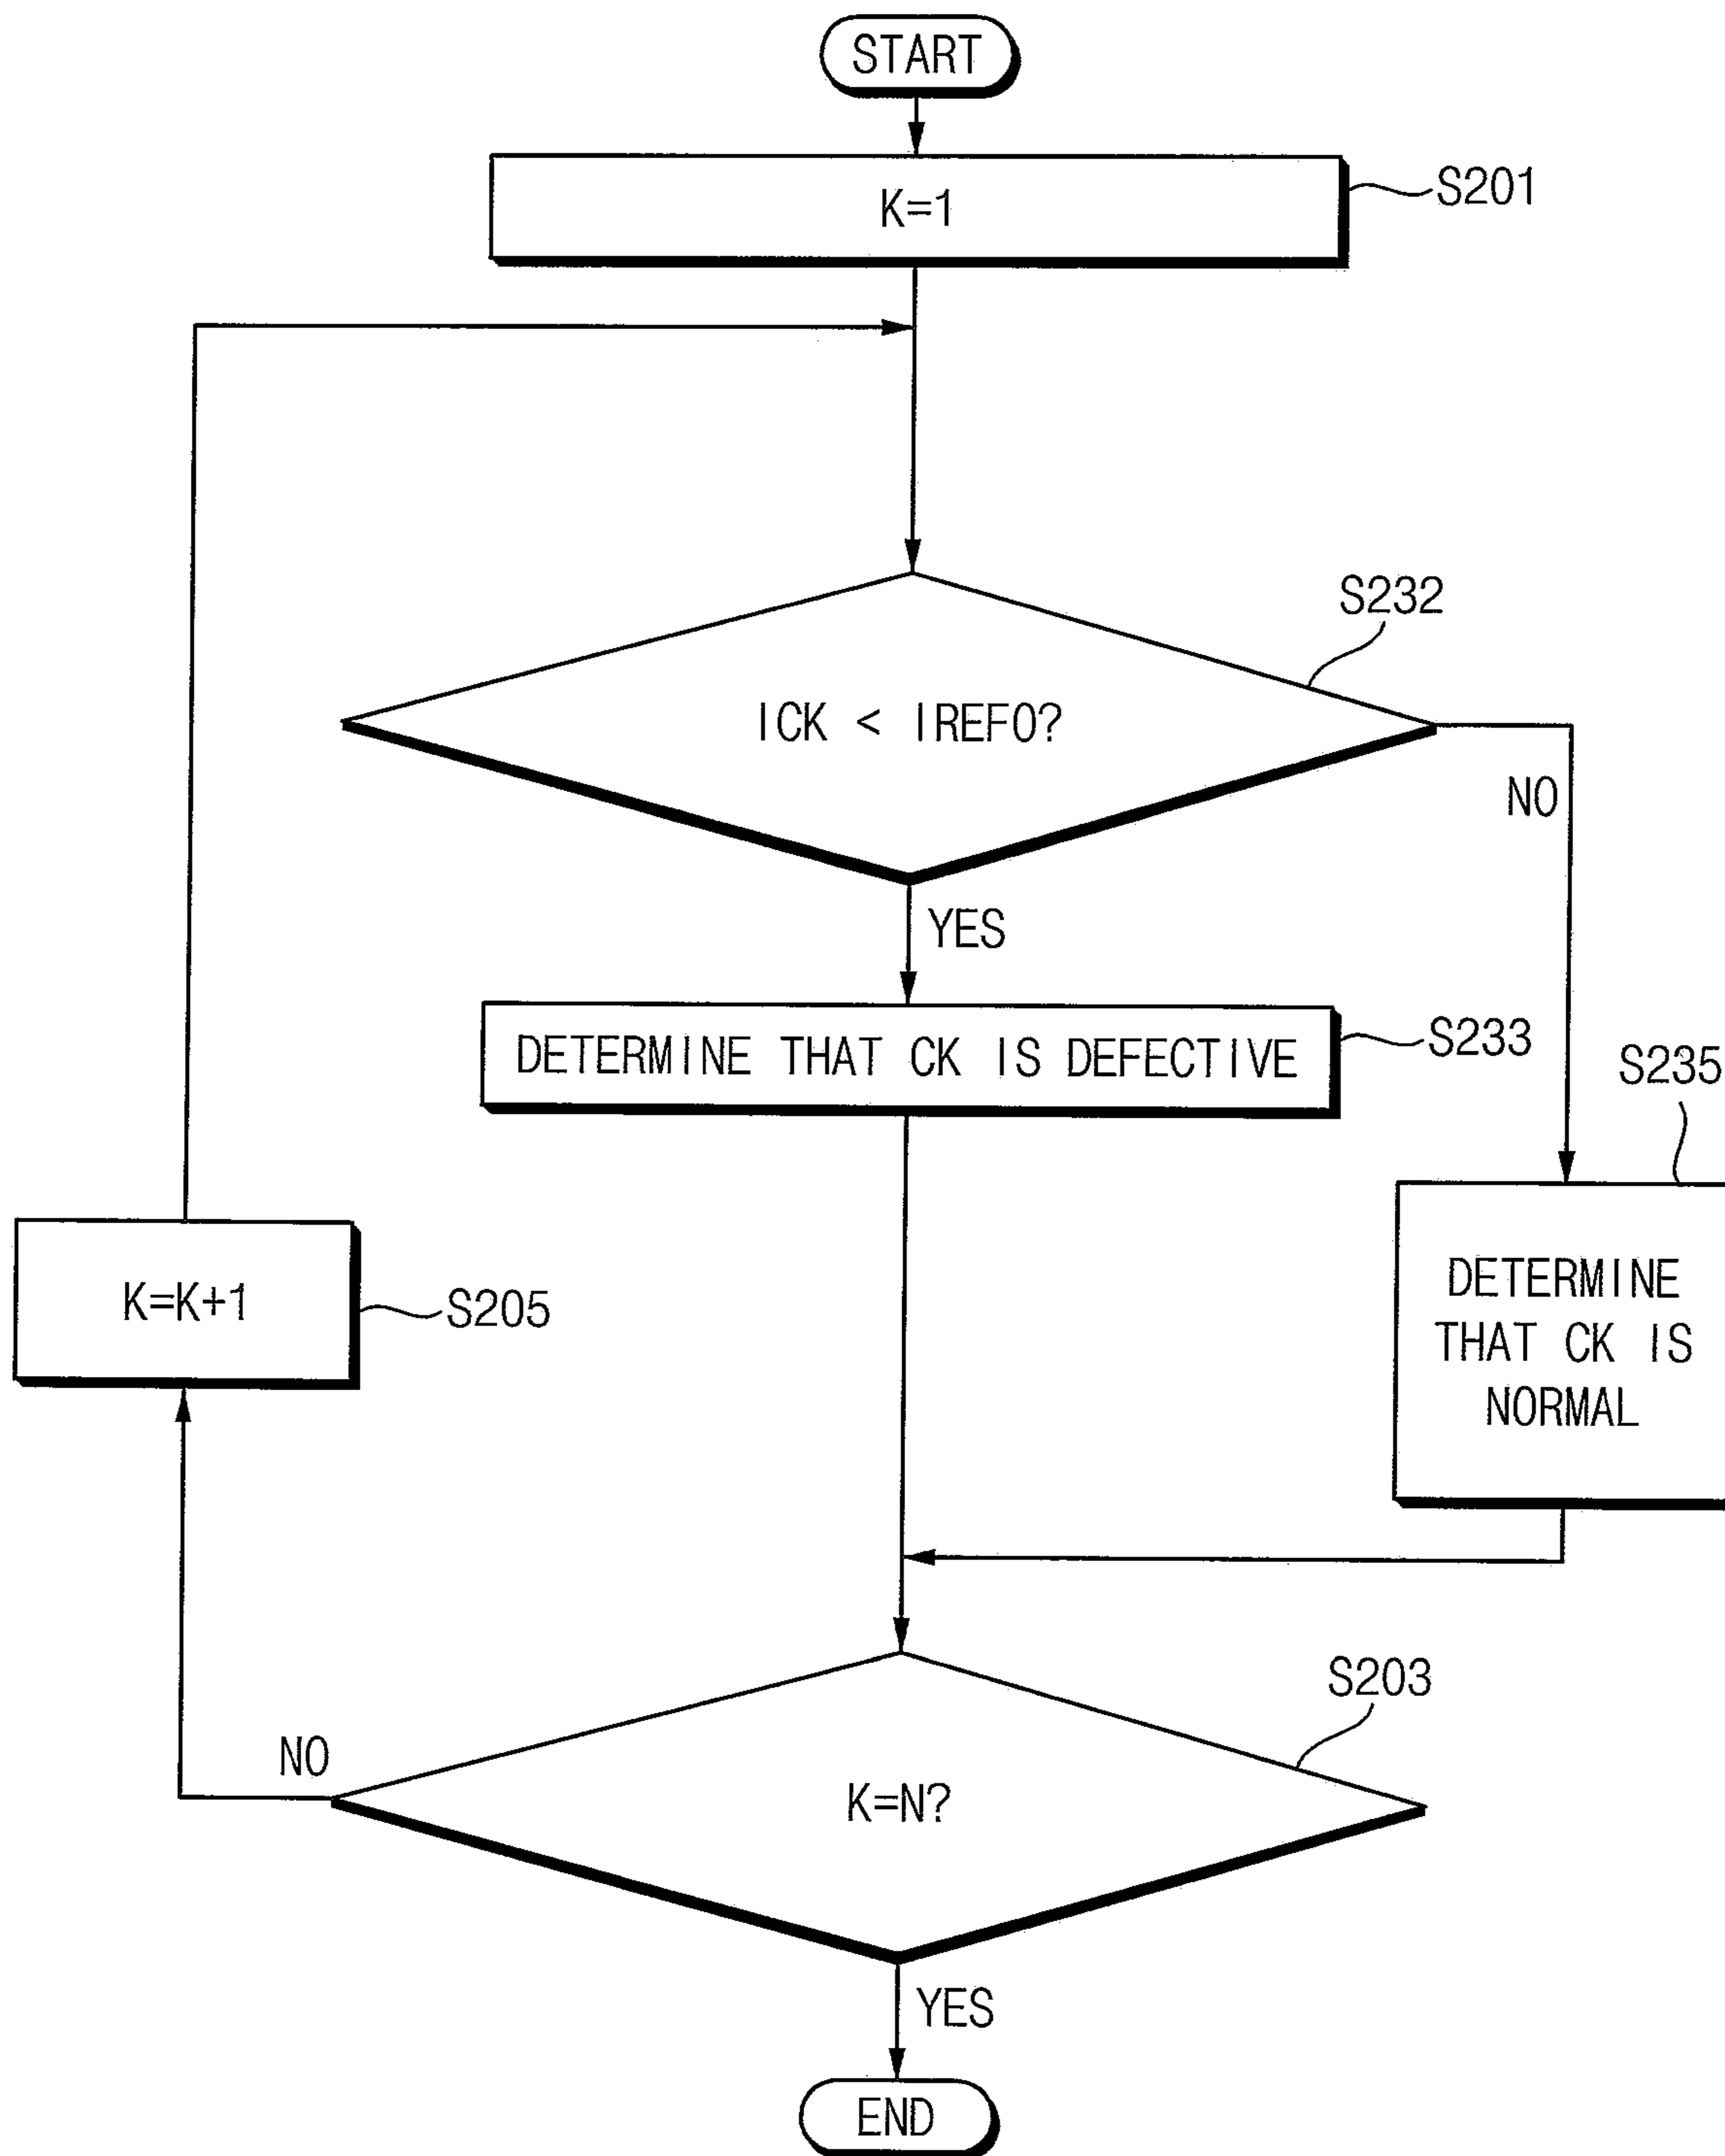 START
K=1
S201
S232
ICK < IREF0?
NO
YES
DETERMINE THAT CK IS DEFECTIVE
S233
S235
DETERMINE
THAT CK IS
NORMAL
K=K+1
S205
S203
NO
K=N?
YES
END